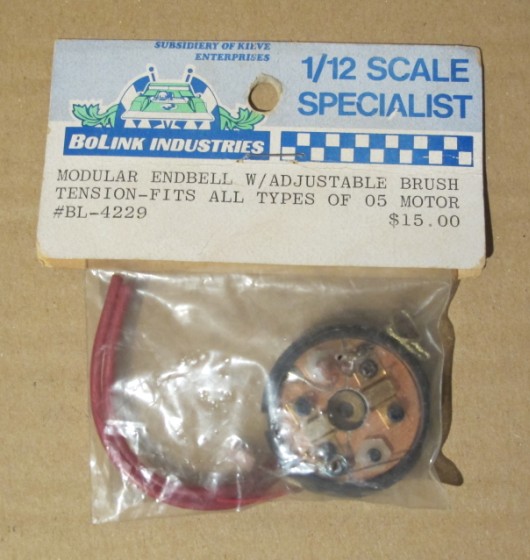 SUBSIDIERY OF KIEVE
ENTERPRISES
1/12 SCALE
SPECIALIST
BOLINK INDUSTRIES
MODULAR ENDBELL W/ADJUSTABLE BRUSH
TENSION-FITS ALL TYPES OF 05 MOTOR
#BL-4229 $15.00